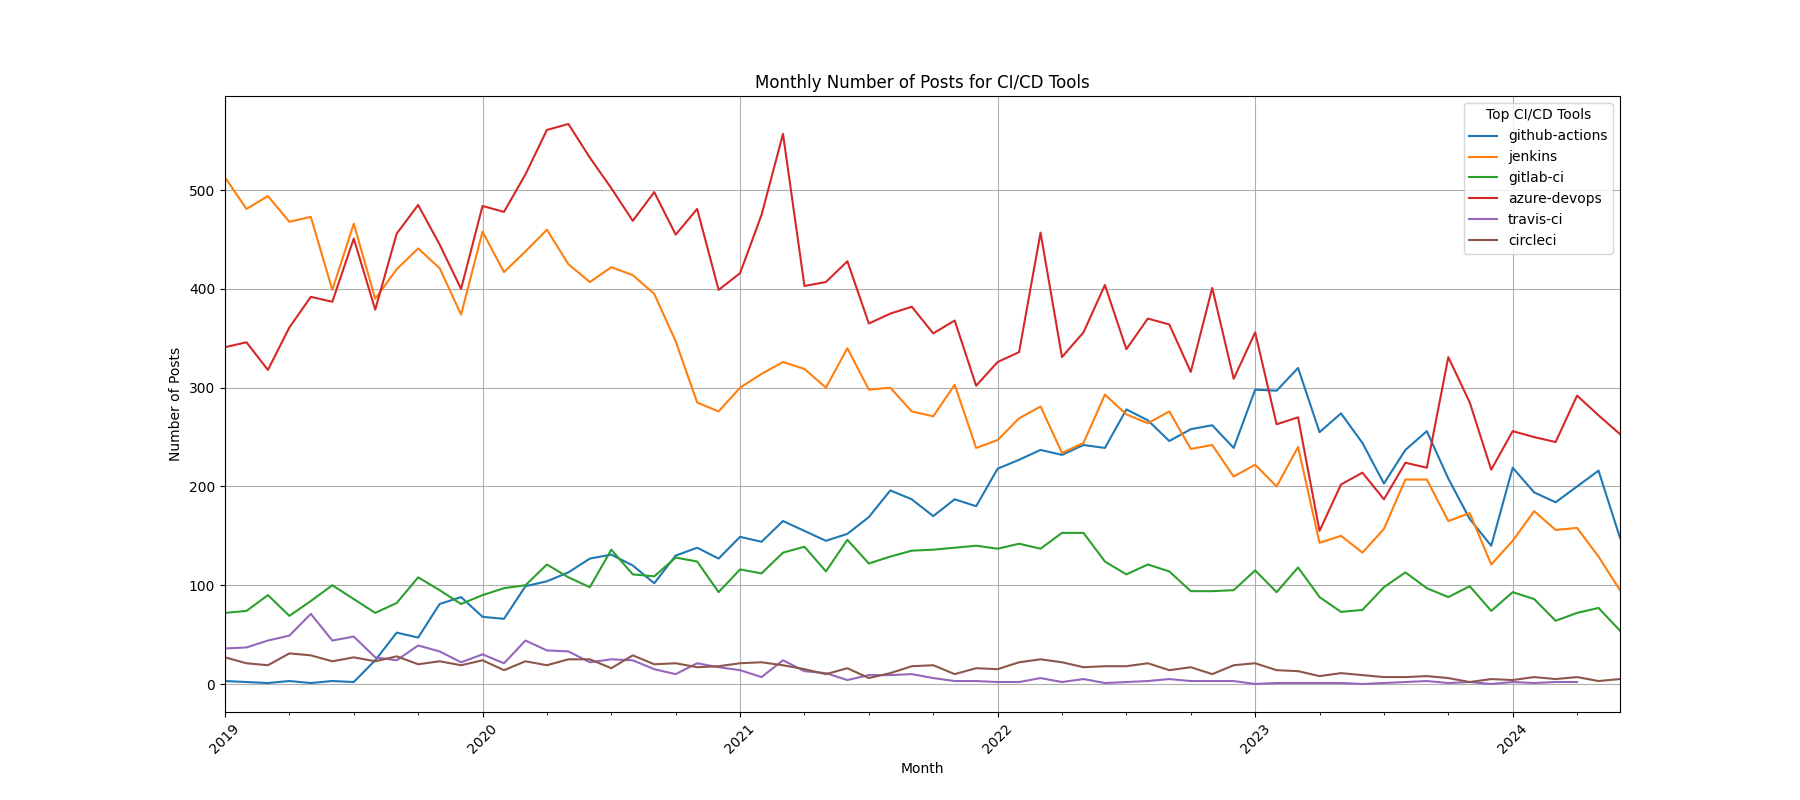 Monthly Number of Posts for CI/CD Tools
Top CI/CD Tools
github-actions
jenkins
gitlab-ci
azure-devops
travis-ci
circleci
Number of Posts
500
400
300
200
100
0
2019
2020
2021
2022
2023
2024
Month